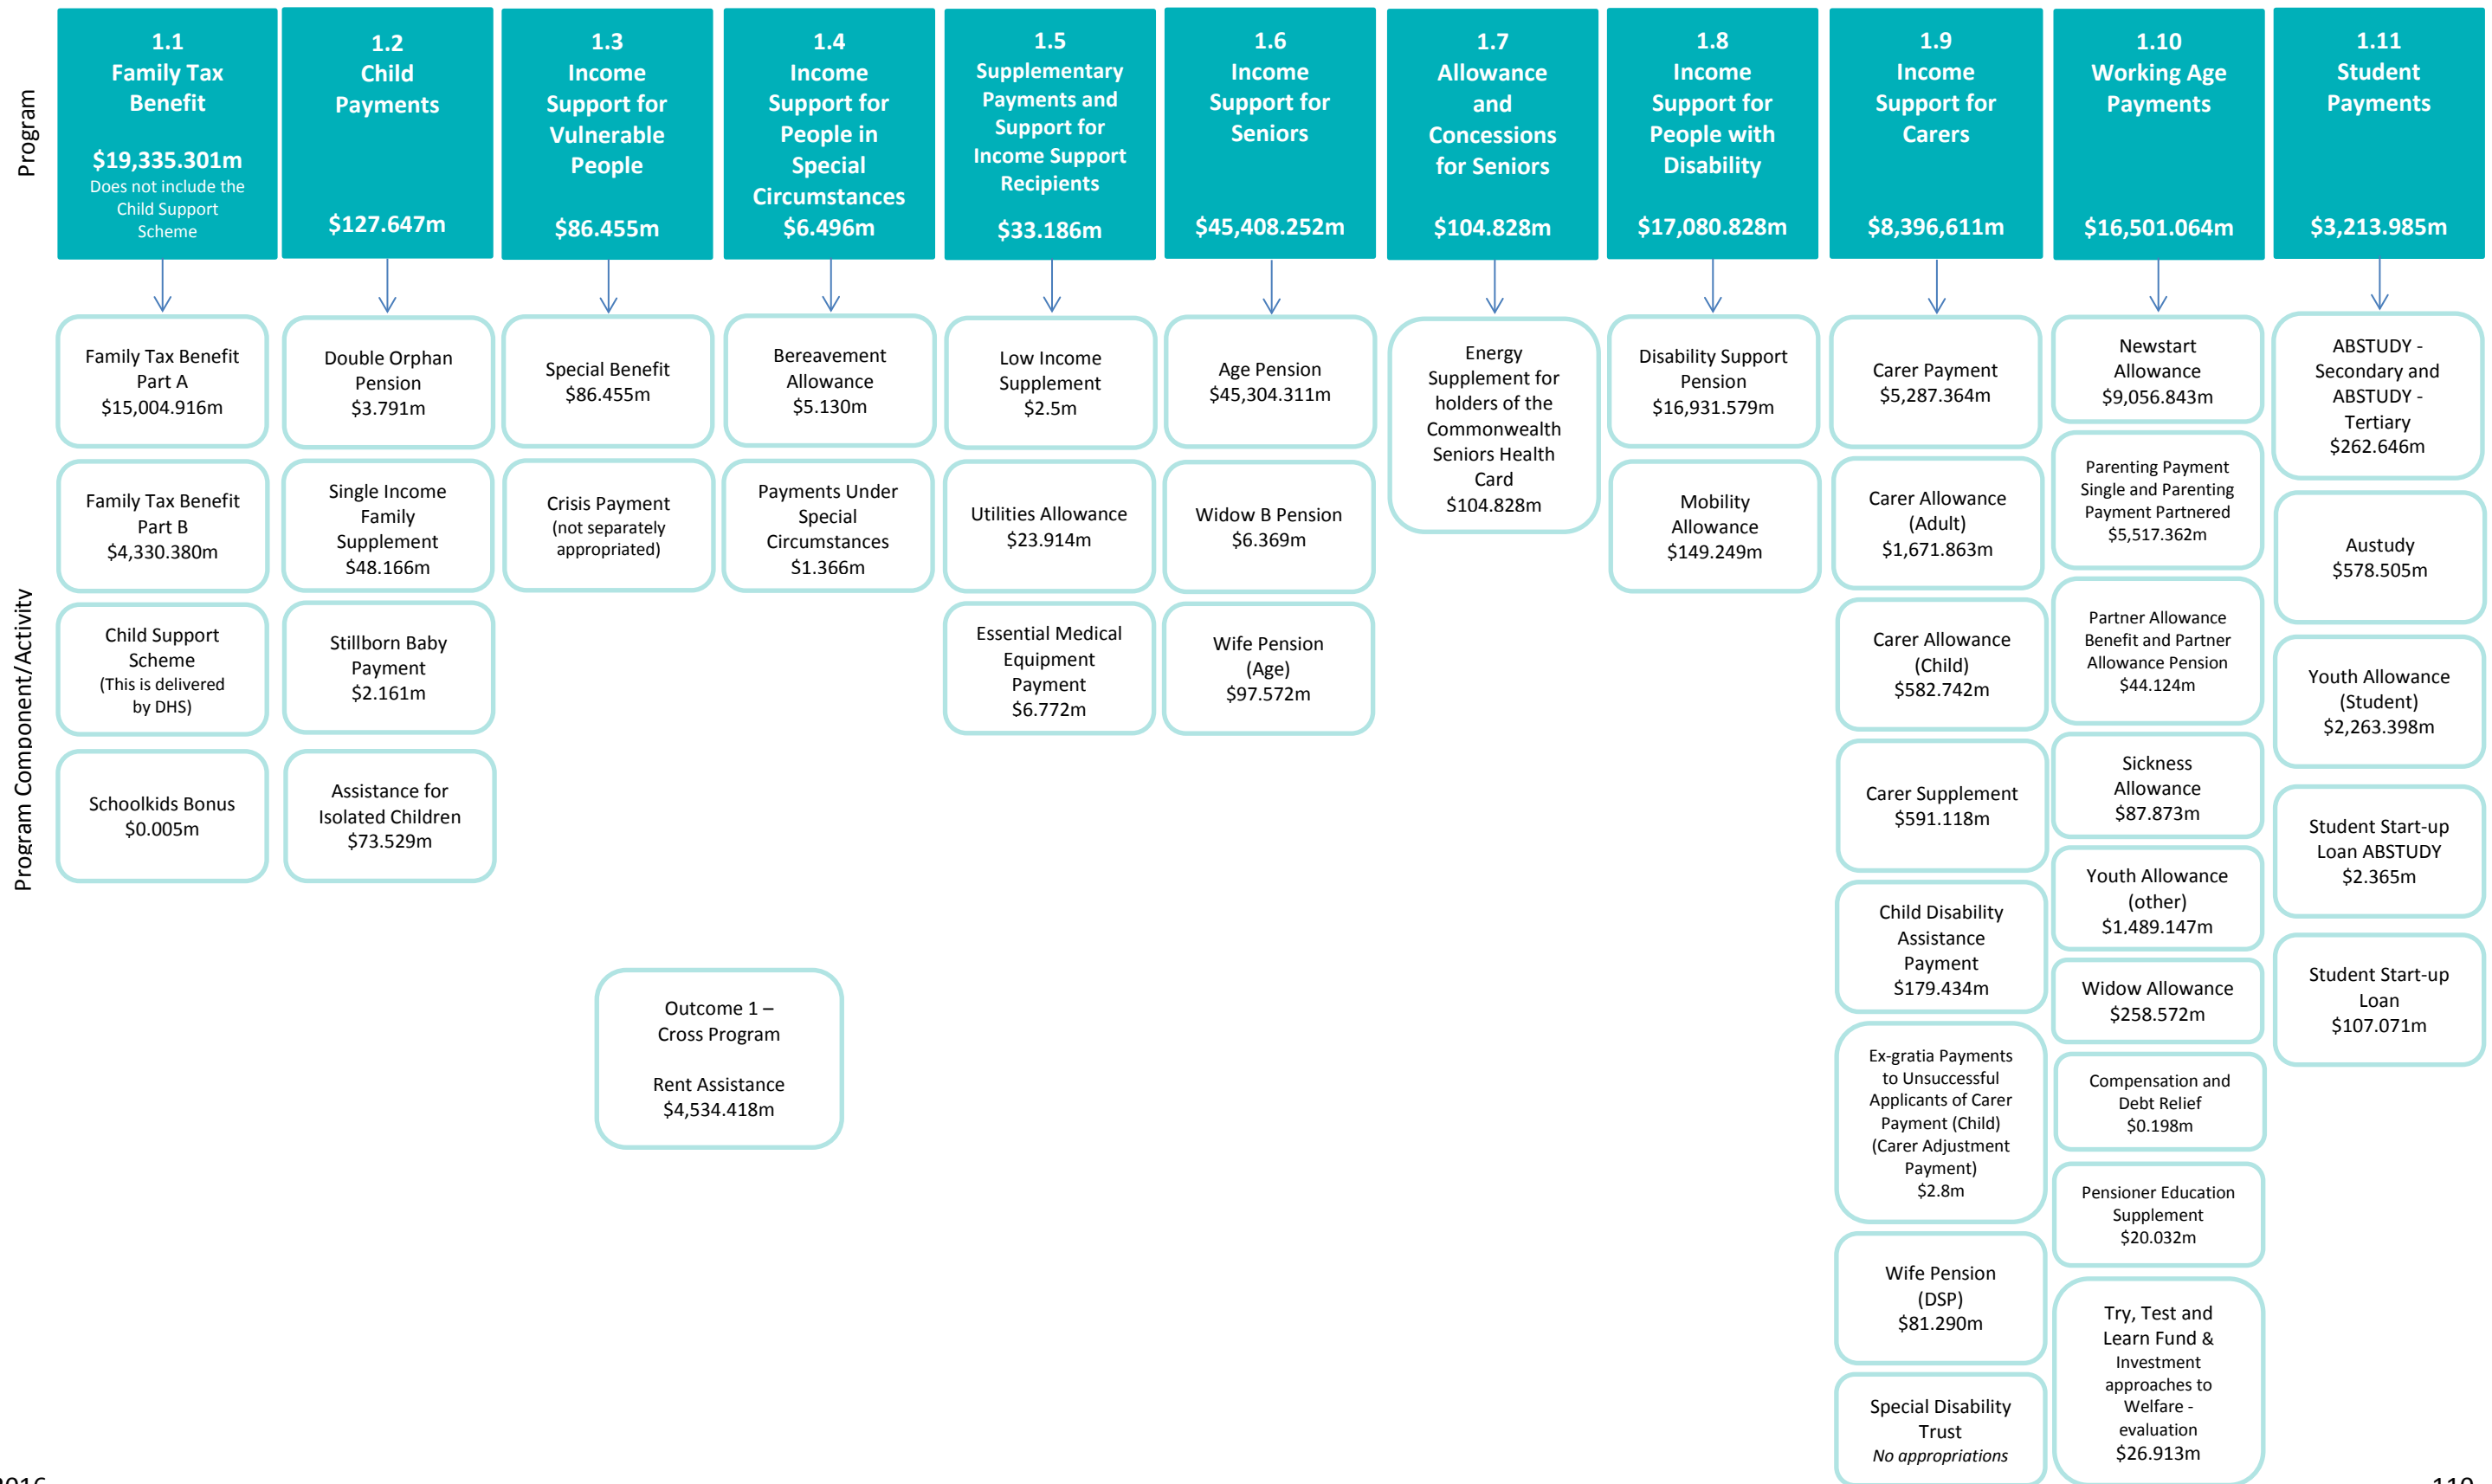 Program
1.1
Family Tax
Benefit
$19,335.301m
Does not include the
Child Support
Scheme
1.2
Child
Payments
$127.647m
1.3
Income
Support for
Vulnerable
People
$86.455m
1.4
Income
Support for
People in
Special
Circumstances
$6.496m
1.5
Supplementary
Payments and
Support for
Income Support
Recipients
$33.186m
1.6
Income
Support for
Seniors
$45,408.252m
1.7
Allowance
and
Concessions
for Seniors
$104.828m
1.8
Income
Support for
People with
Disability
$17,080.828m
1.9
Income
Support for
Carers
$8,396,611m
1.10
Working Age
Payments
$16,501.064m
1.11
Student
Payments
$3,213.985m
Program Component/Activity
Family Tax Benefit
Part A
$15,004.916m
Family Tax Benefit
Part B
$4,330.380m
Child Support
Scheme
(This is delivered
by DHS)
Schoolkids Bonus
$0.005m
Double Orphan
Pension
$3.791m
Single Income
Family
Supplement
$48.166m
Stillborn Baby
Payment
$2.161m
Assistance for
Isolated Children
$73.529m
Special Benefit
$86.455m
Crisis Payment
(not separately
appropriated)
Bereavement
Allowance
$5.130m
Payments Under
Special
Circumstances
$1.366m
Low Income
Supplement
$2.5m
Utilities Allowance
$23.914m
Essential Medical
Equipment
Payment
$6.772m
Age Pension
$45,304.311m
Widow B Pension
$6.369m
Wife Pension
(Age)
$97.572m
Energy
Supplement for
holders of the
Commonwealth
Seniors Health
Card
$104.828m
Disability Support
Pension
$16,931.579m
Mobility
Allowance
$149.249m
Carer Payment
$5,287.364m
Carer Allowance
(Adult)
$1,671.863m
Carer Allowance
(Child)
$582.742m
Carer Supplement
$591.118m
Child Disability
Assistance
Payment
$179.434m
Ex-gratia Payments
to Unsuccessful
Applicants of Carer
Payment (Child)
(Carer Adjustment
Payment)
$2.8m
Wife Pension
(DSP)
$81.290m
Special Disability
Trust
No appropriations
Newstart
Allowance
$9,056.843m
Parenting Payment
Single and Parenting
Payment Partnered
$5,517.362m
Partner Allowance
Benefit and Partner
Allowance Pension
$44.124m
Sickness
Allowance
$87.873m
Youth Allowance
(other)
$1,489.147m
Widow Allowance
$258.572m
Compensation and
Debt Relief
$0.198m
Pensioner Education
Supplement
$20.032m
Try, Test and
Learn Fund &
Investment
approaches to
Welfare -
evaluation
$26.913m
ABSTUDY -
Secondary and
ABSTUDY -
Tertiary
$262.646m
Austudy
$578.505m
Youth Allowance
(Student)
$2,263.398m
Student Start-up
Loan ABSTUDY
$2.365m
Student Start-up
Loan
$107.071m
Outcome 1 –
Cross Program
Rent Assistance
$4,534.418m